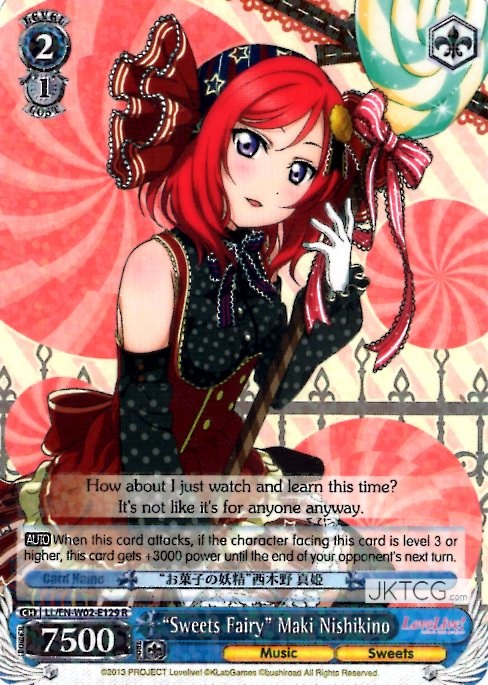 LEVEL
2
1
COST
How about I just watch and learn this time?
It's not like it's for anyone anyway.
AUTO When this card attacks, if the character facing this card is level 3 or
higher, this card gets +3000 power until the end of your opponent's next turn.
Card Name
"お菓子の妖精"西木野 真姫
JKTCG.com
CH LL/EN-W02-E129 R
POWER
7500
"Sweets Fairy" Maki Nishikino
LoveLive!
Music
Sweets
©2013 PROJECT Lovelive! ©KLabGames ©bushiroad All Rights Reserved.